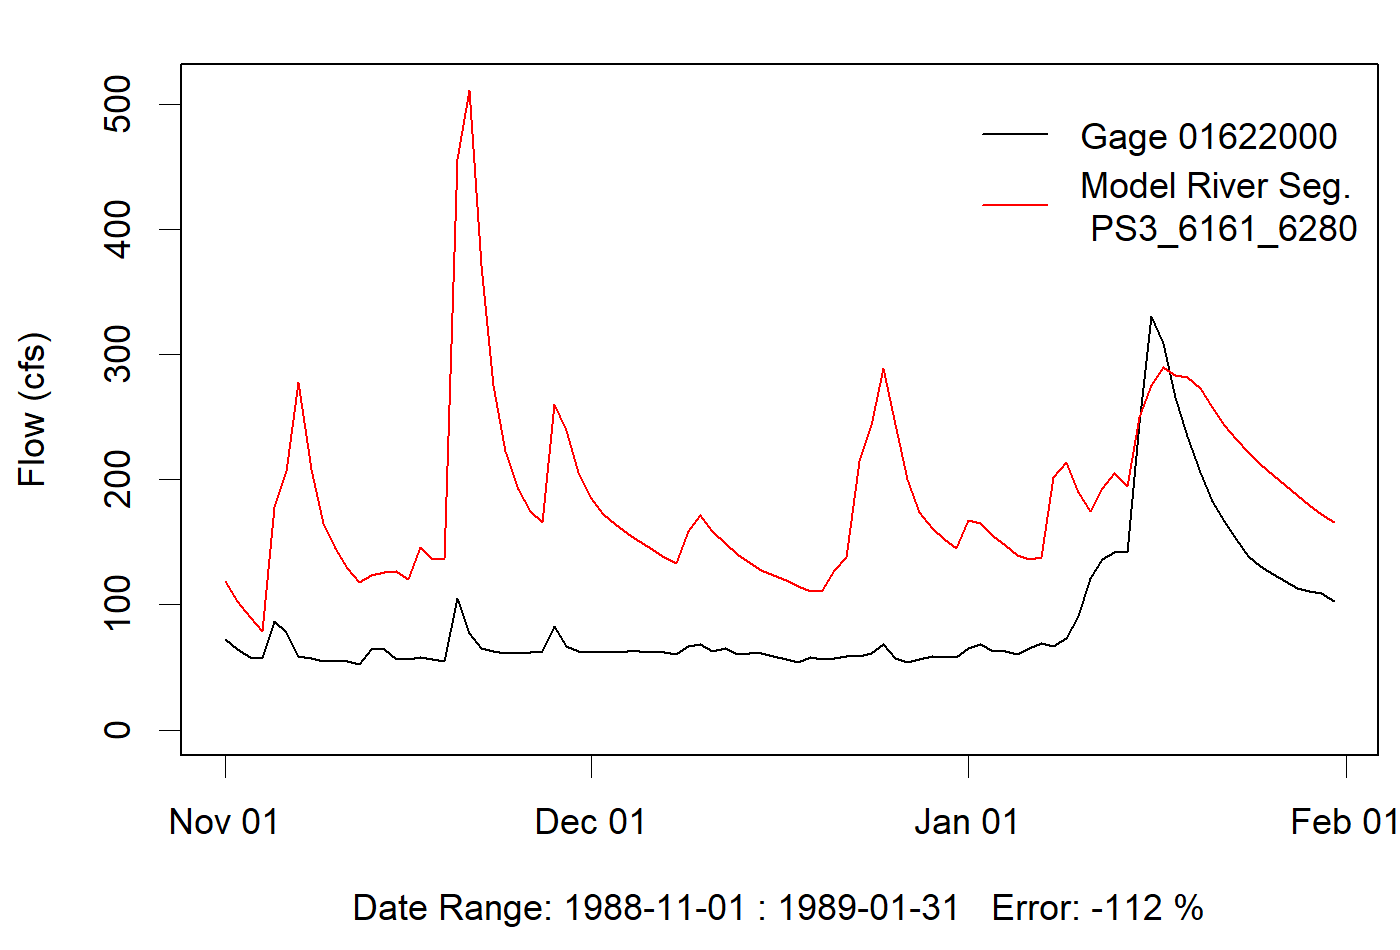 500
400
300
200
100
0
Flow (cfs)
Gage 01622000
Model River Seg.
PS3_6161_6280
Nov 01
Dec 01
Jan 01
Feb 01
Date Range: 1988-11-01 : 1989-01-31 Error: -112 %